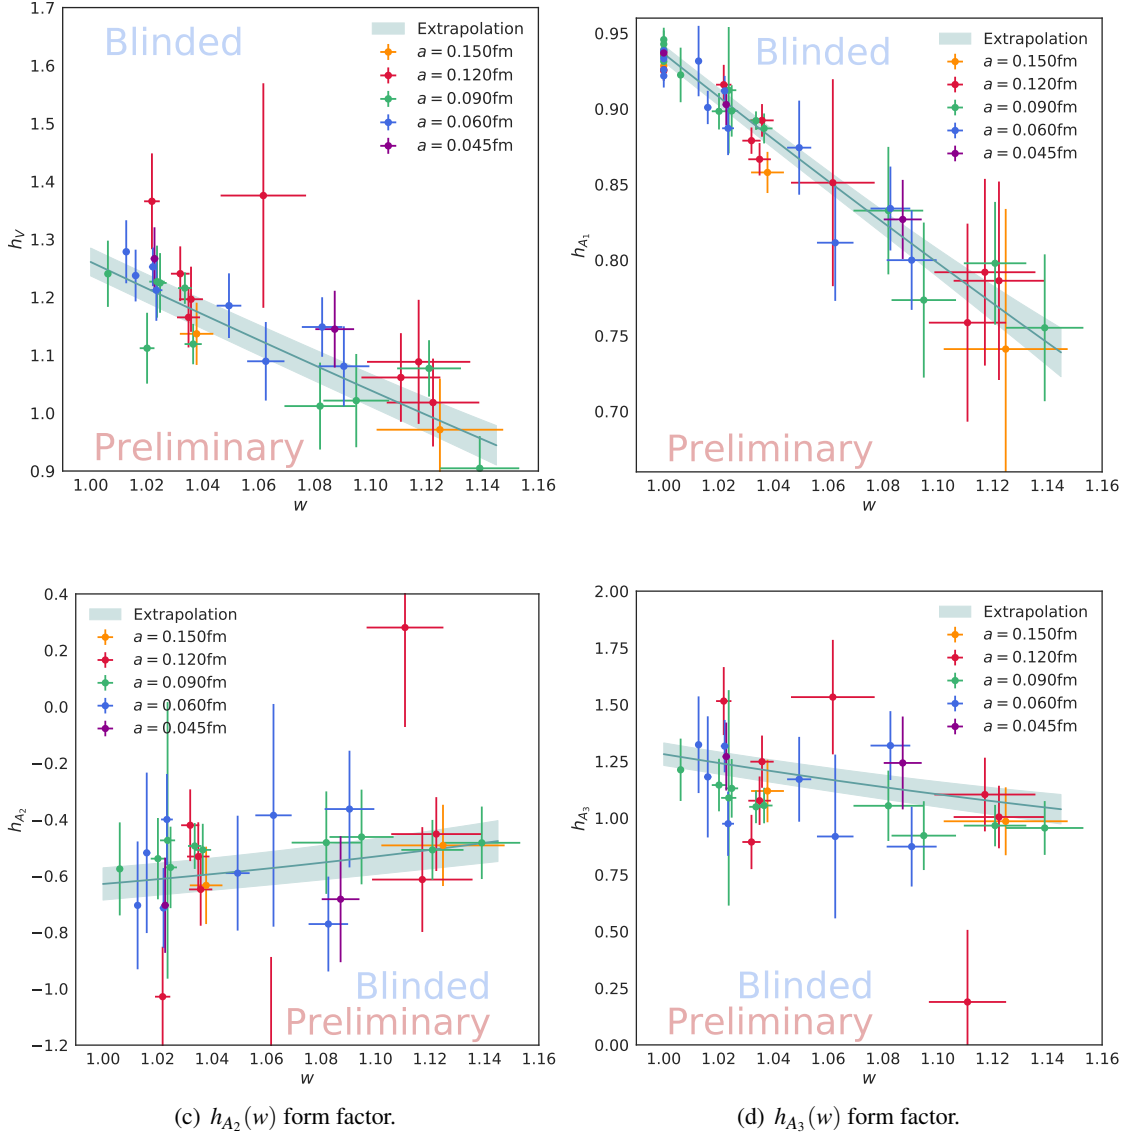 1.7
1.6
1.5
1.4
1.3
1.2
1.1
1.0
0.9
h_V
Blinded
Extrapolation
a = 0.150fm
a = 0.120fm
a = 0.090fm
a = 0.060fm
a = 0.045fm
Preliminary
1.00 1.02 1.04 1.06 1.08 1.10 1.12 1.14 1.16
w
0.95
0.90
0.85
0.80
0.75
0.70
h_{A_1}
Blinded
Extrapolation
a = 0.150fm
a = 0.120fm
a = 0.090fm
a = 0.060fm
a = 0.045fm
Preliminary
1.00 1.02 1.04 1.06 1.08 1.10 1.12 1.14 1.16
w
0.4
0.2
0.0
−0.2
−0.4
−0.6
−0.8
−1.0
−1.2
h_{A_2}
Extrapolation
a = 0.150fm
a = 0.120fm
a = 0.090fm
a = 0.060fm
a = 0.045fm
Blinded
Preliminary
1.00 1.02 1.04 1.06 1.08 1.10 1.12 1.14 1.16
w
(c) h_{A_2}(w) form factor.
2.00
1.75
1.50
1.25
1.00
0.75
0.50
0.25
0.00
h_{A_3}
Extrapolation
a = 0.150fm
a = 0.120fm
a = 0.090fm
a = 0.060fm
a = 0.045fm
Blinded
Preliminary
1.00 1.02 1.04 1.06 1.08 1.10 1.12 1.14 1.16
w
(d) h_{A_3}(w) form factor.